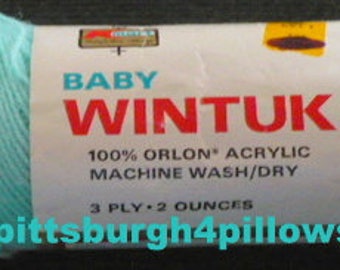 BABY
WINTUK
100% ORLON® ACRYLIC
MACHINE WASH/DRY
3 PLY • 2 OUNCES
pittsburgh4pillows